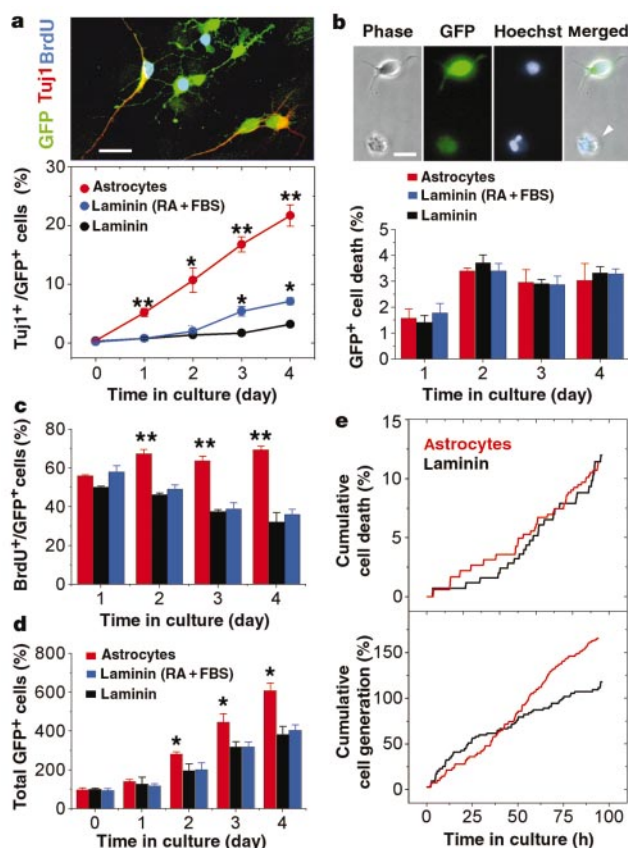 a
GFP Tuj1 BrdU
Tuj1+/GFP+ cells (%)
30
20
10
0
Astrocytes
Laminin (RA + FBS)
Laminin
**
*
**
**
*
*
0 1 2 3 4
Time in culture (day)
b
Phase GFP Hoechst Merged
Astrocytes
Laminin (RA + FBS)
Laminin
GFP+ cell death (%)
5
4
3
2
1
0
1 2 3 4
Time in culture (day)
c
BrdU+/GFP+cells (%)
80
60
40
20
0
** ** **
1 2 3 4
Time in culture (day)
d
Total GFP+ cells (%)
800
600
400
200
0
Astrocytes
Laminin (RA + FBS)
Laminin
*
*
*
0 1 2 3 4
Time in culture (day)
e
Astrocytes
Laminin
Cumulative
cell death (%)
15
10
5
0
Cumulative
cell generation (%)
150
100
50
0
0 25 50 75 100
Time in culture (h)